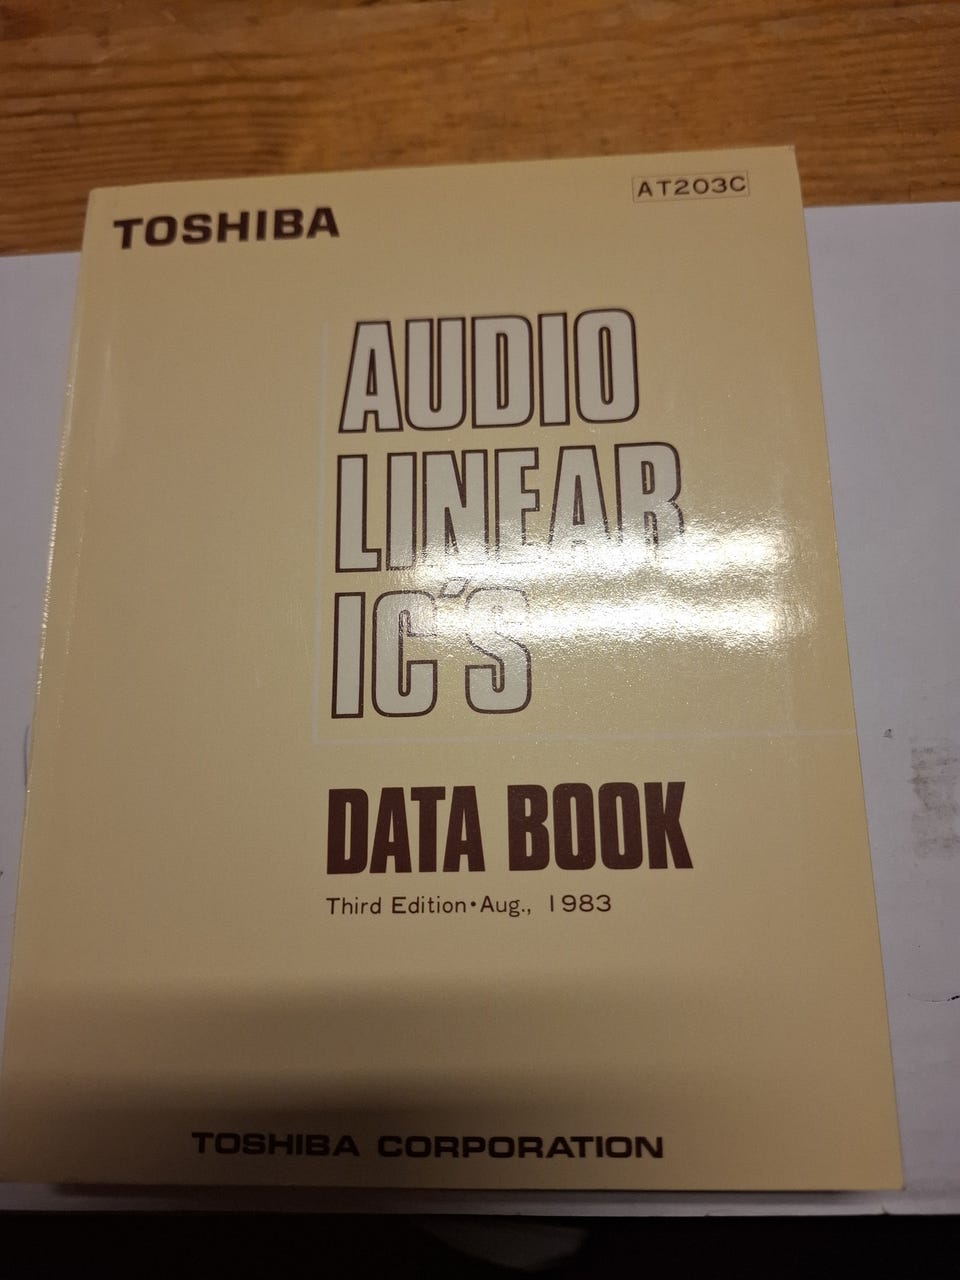 TOSHIBA
AT203C
AUDIO
LINEAR
IC'S
DATA BOOK
Third Edition•Aug., 1983
TOSHIBA CORPORATION